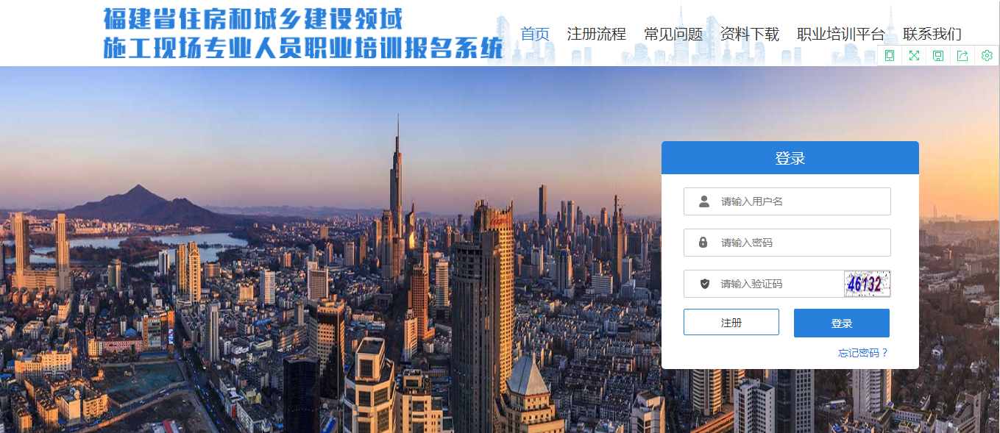 福建省住房和城乡建设领域
施工现场专业人员职业培训报名系统
首页 注册流程 常见问题 资料下载 职业培训平台 联系我们
登录
请输入用户名
请输入密码
请输入验证码 46132
注册 登录
忘记密码？